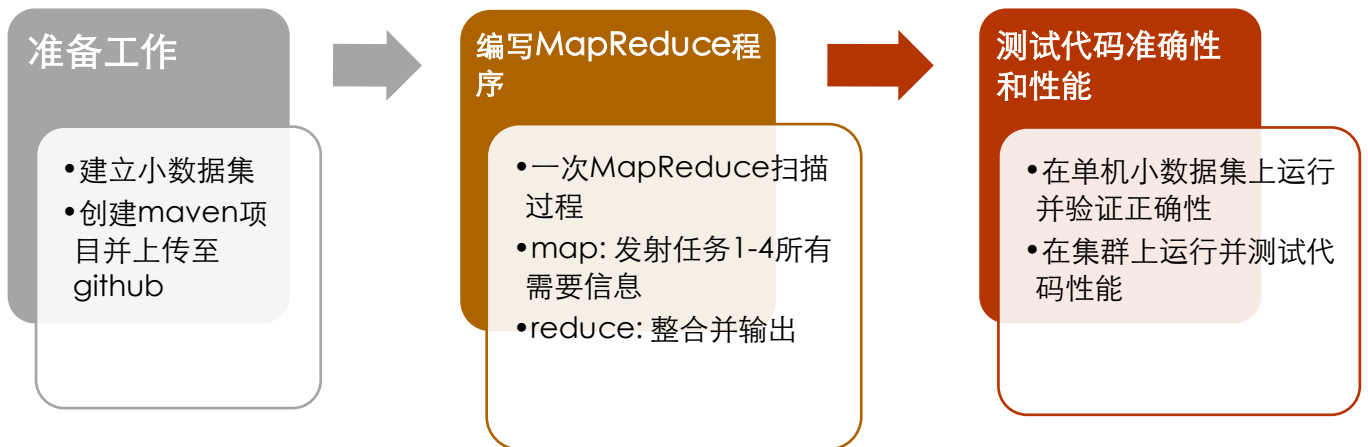 准备工作
•建立小数据集
•创建maven项
目并上传至
github
编写MapReduce程
序
•一次MapReduce扫描
过程
•map: 发射任务1-4所有
需要信息
•reduce: 整合并输出
测试代码准确性
和性能
•在单机小数据集上运行
并验证正确性
•在集群上运行并测试代
码性能